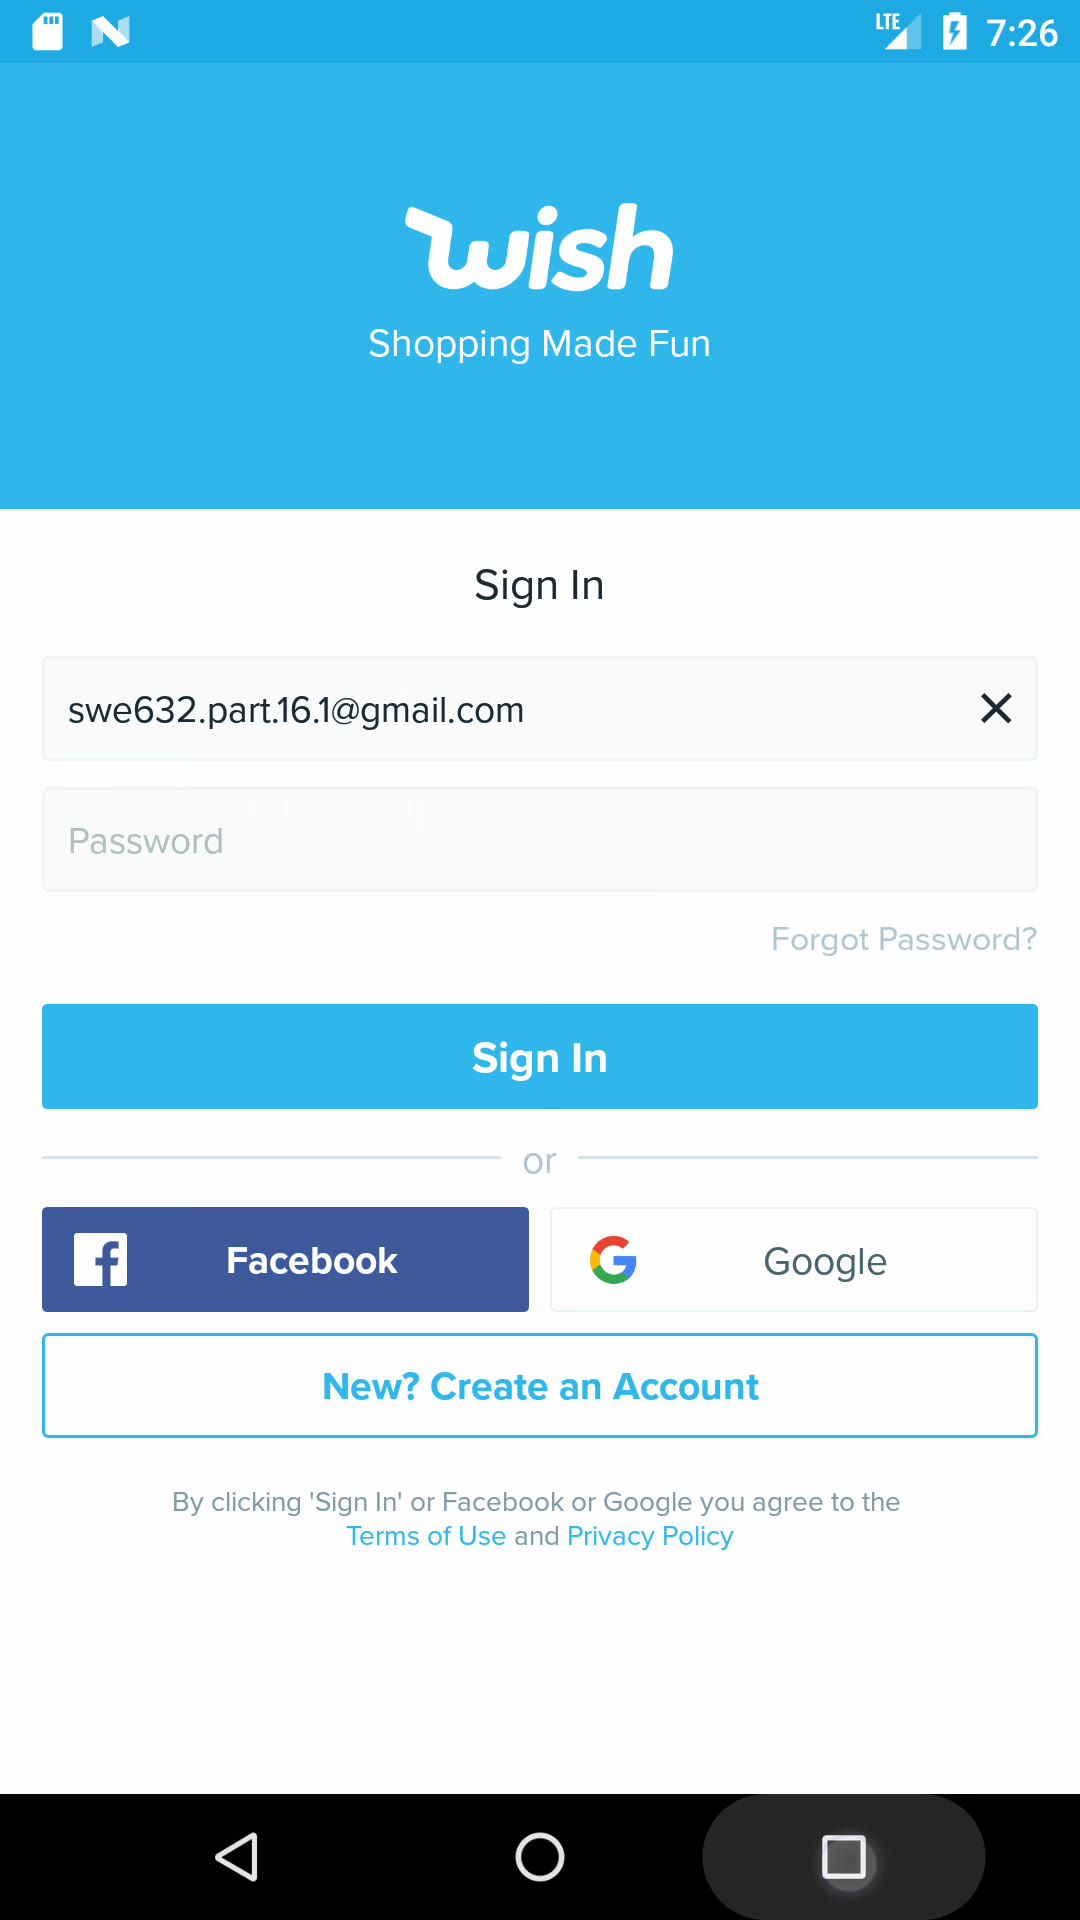 LTE 7:26
wish
Shopping Made Fun
Sign In
swe632.part.16.1@gmail.com
Password
Forgot Password?
Sign In
or
Facebook
Google
New? Create an Account
By clicking 'Sign In' or Facebook or Google you agree to the
Terms of Use and Privacy Policy